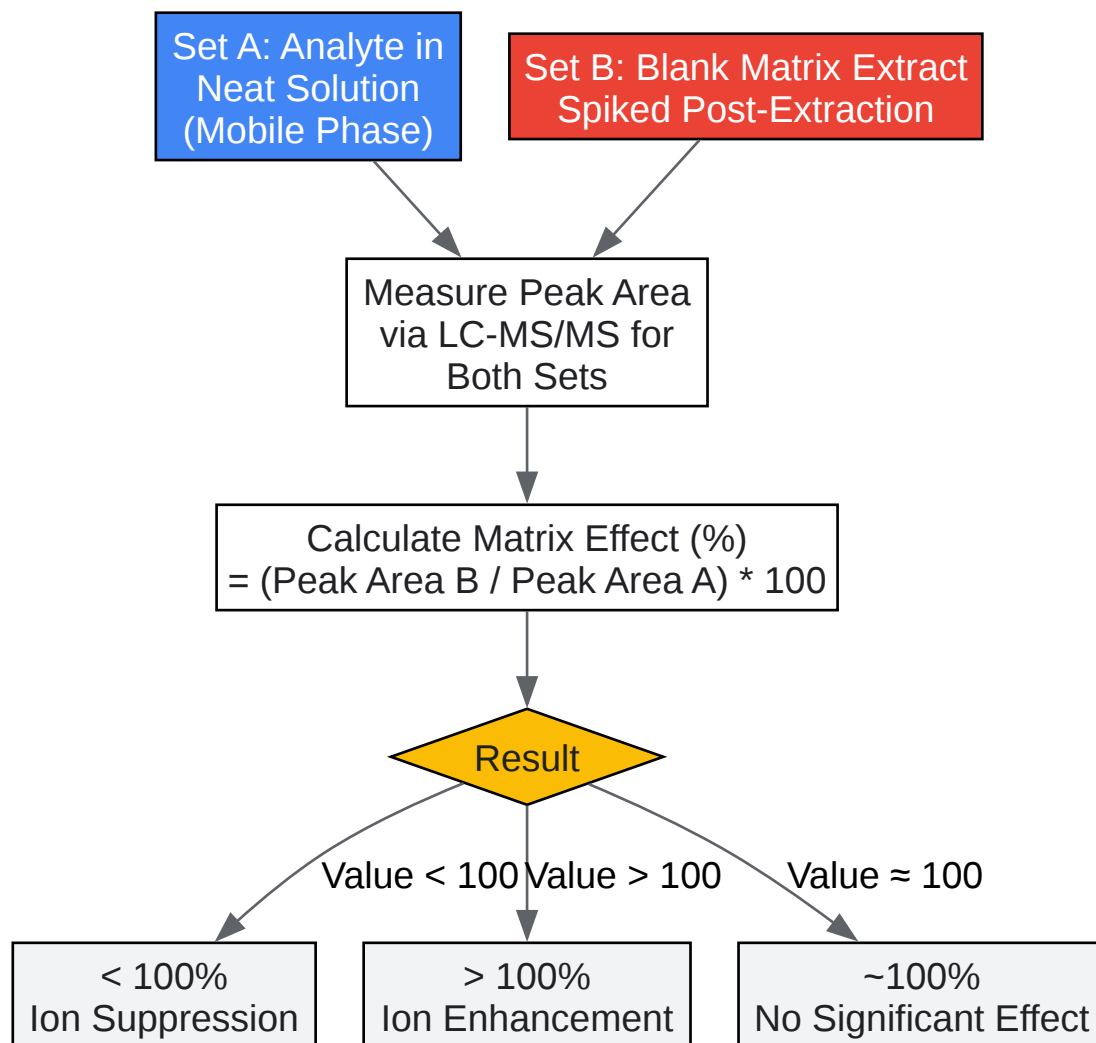 Set A: Analyte in
Neat Solution
(Mobile Phase)
Set B: Blank Matrix Extract
Spiked Post-Extraction
Measure Peak Area
via LC-MS/MS for
Both Sets
Calculate Matrix Effect (%)
= (Peak Area B / Peak Area A) * 100
Result
Value < 100
Value > 100
Value ≈ 100
< 100%
Ion Suppression
> 100%
Ion Enhancement
~100%
No Significant Effect